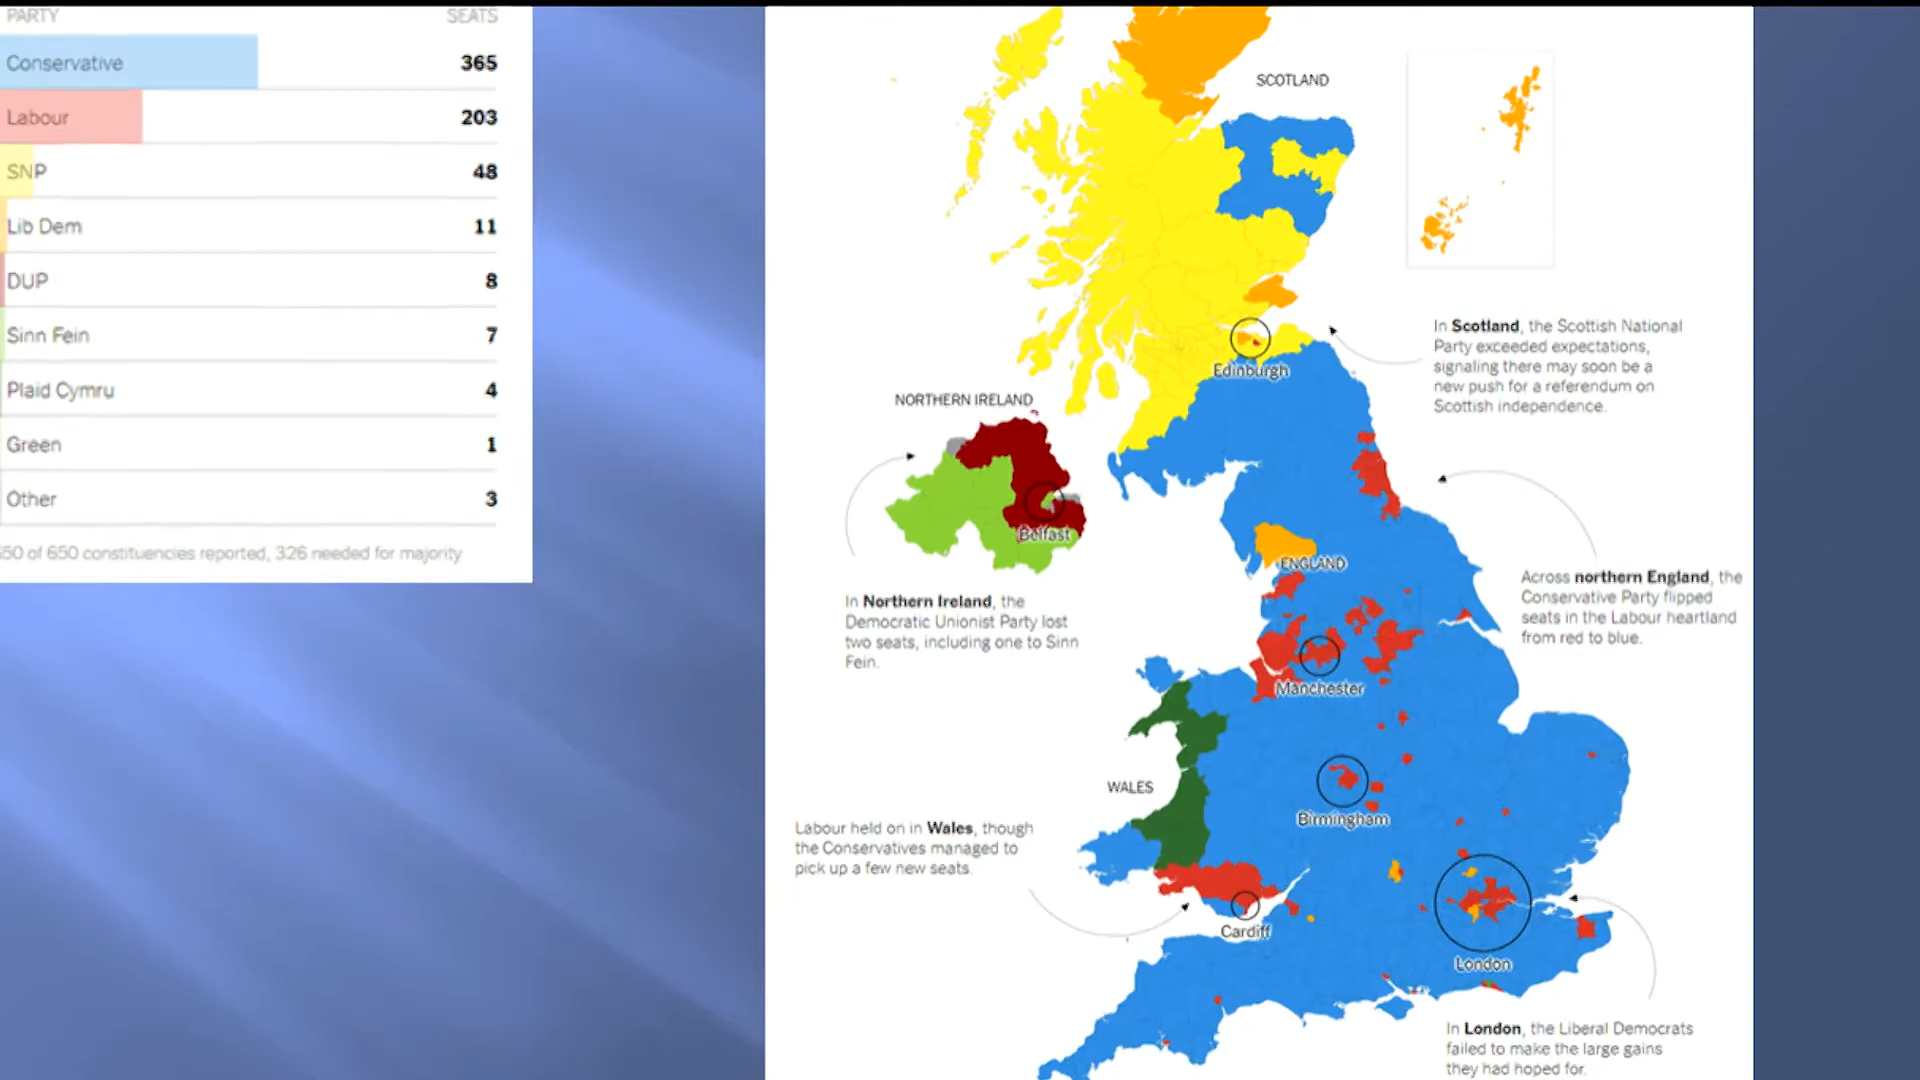 PARTY SEATS
Conservative 365
Labour 203
SNP 48
Lib Dem 11
DUP 8
Sinn Fein 7
Plaid Cymru 4
Green 1
Other 3
650 of 650 constituencies reported, 326 needed for majority
SCOTLAND
In Scotland, the Scottish National
Party exceeded expectations,
signaling there may soon be a
new push for a referendum on
Scottish independence.
Edinburgh
NORTHERN IRELAND
Belfast
In Northern Ireland, the
Democratic Unionist Party lost
two seats, including one to Sinn
Fein.
ENGLAND
Across northern England, the
Conservative Party flipped
seats in the Labour heartland
from red to blue.
Manchester
WALES
Birmingham
Labour held on in Wales, though
the Conservatives managed to
pick up a few new seats.
Cardiff
London
In London, the Liberal Democrats
failed to make the large gains
they had hoped for.